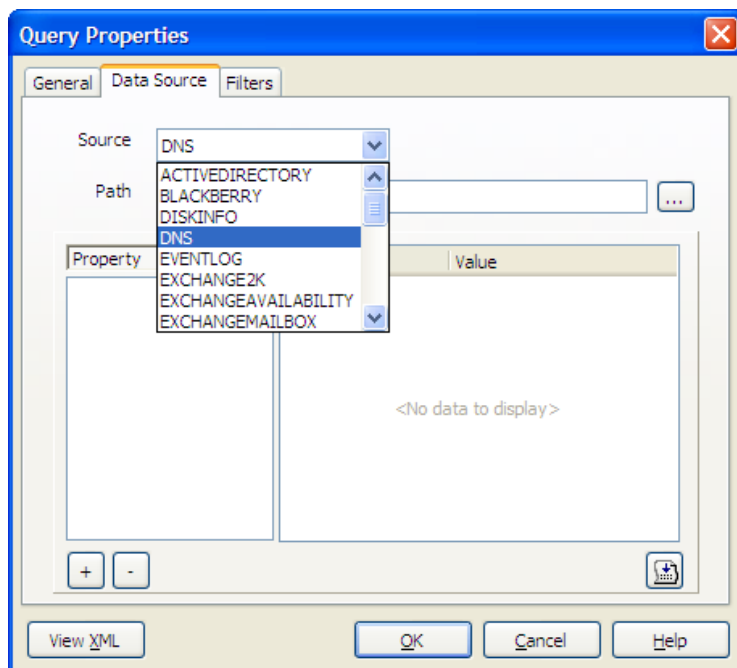 Query Properties
General Data Source Filters
Source DNS
ACTIVEDIRECTORY
Path BLACKBERRY ...
DISKINFO
DNS
Property EVENTLOG Value
EXCHANGE2K
EXCHANGEAVAILABILITY
EXCHANGEMAILBOX
<No data to display>
+ -
View XML OK Cancel Help